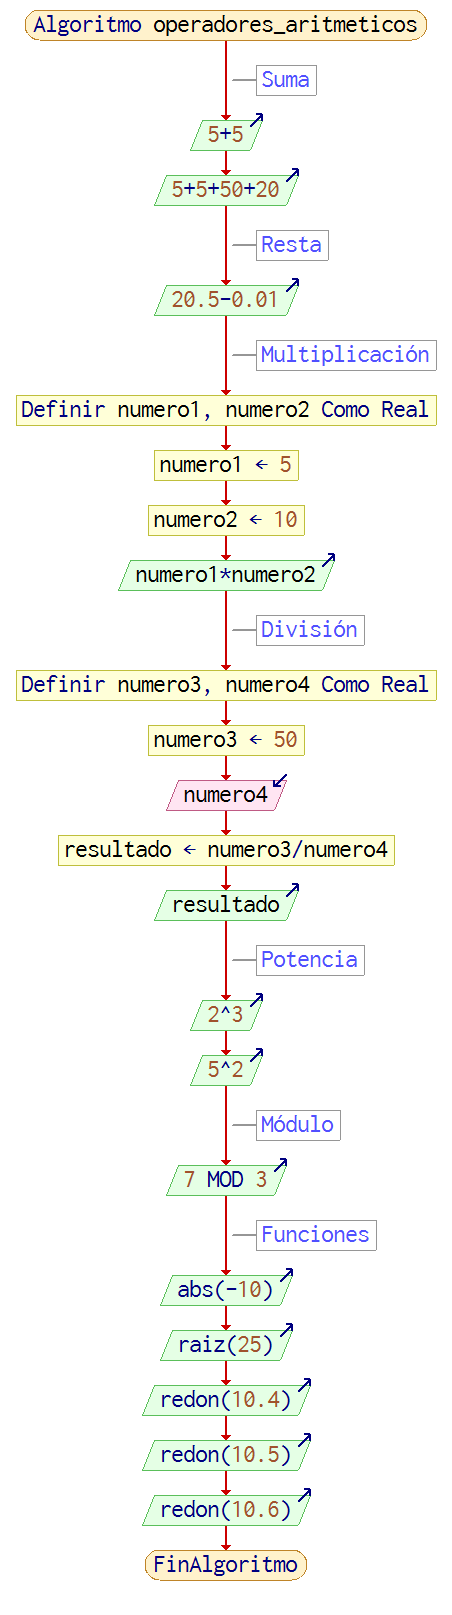 Algoritmo operadores_aritmeticos
Suma
5+5
5+5+50+20
Resta
20.5-0.01
Multiplicación
Definir numero1, numero2 Como Real
numero1 ← 5
numero2 ← 10
numero1*numero2
División
Definir numero3, numero4 Como Real
numero3 ← 50
numero4
resultado ← numero3/numero4
resultado
Potencia
2^3
5^2
Módulo
7 MOD 3
Funciones
abs(-10)
raiz(25)
redon(10.4)
redon(10.5)
redon(10.6)
FinAlgoritmo